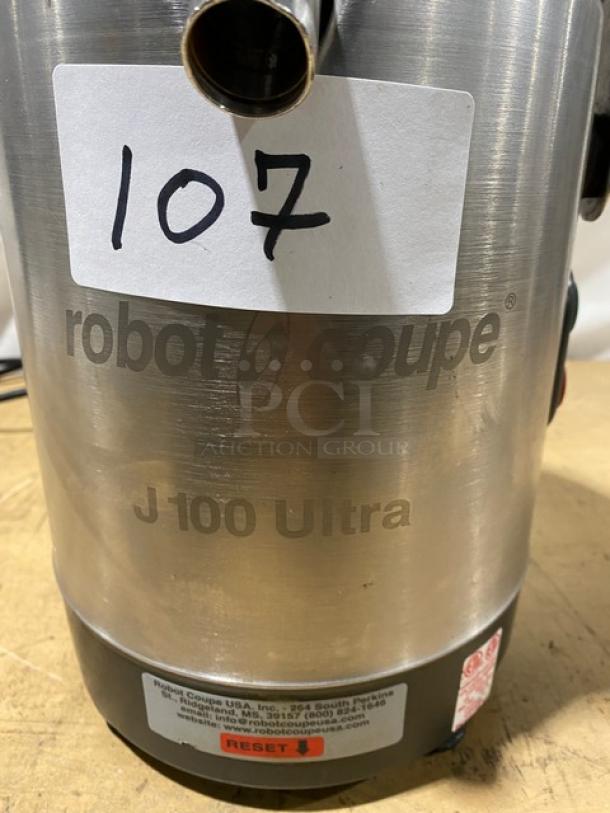 107
robot coupe®
PCI
AUCTION GROUP
J 100 Ultra
Robot Coupe USA, Inc. - 264 South Perkins
St., Ridgeland, MS, 39157 (800) 824-1646
email: info@robotcoupeusa.com
website: www.robotcoupeusa.com
RESET